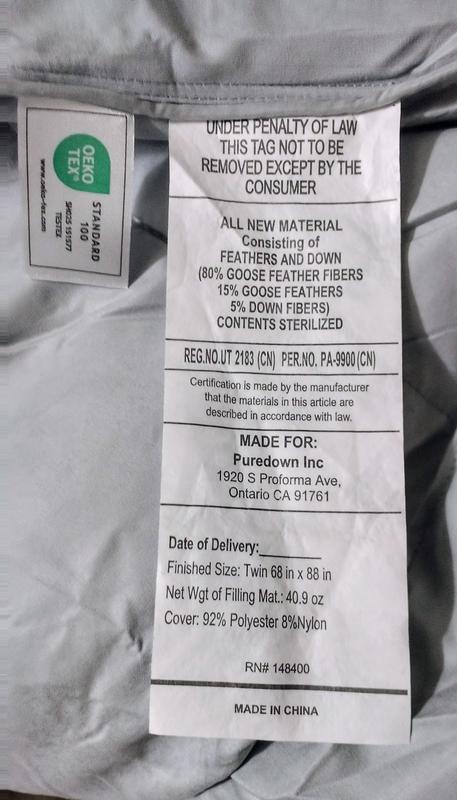 UNDER PENALTY OF LAW
THIS TAG NOT TO BE
REMOVED EXCEPT BY THE
CONSUMER
ALL NEW MATERIAL
Consisting of
FEATHERS AND DOWN
(80% GOOSE FEATHER FIBERS
15% GOOSE FEATHERS
5% DOWN FIBERS)
CONTENTS STERILIZED
REG.NO.UT 2183 (CN) PER.NO. PA-9900(CN)
Certification is made by the manufacturer
that the materials in this article are
described in accordance with law.
MADE FOR:
Puredown Inc
1920 S Proforma Ave,
Ontario CA 91761
Date of Delivery:______
Finished Size: Twin 68 in x 88 in
Net Wgt of Filling Mat.: 40.9 oz
Cover: 92% Polyester 8%Nylon
RN# 148400
MADE IN CHINA
OEKO
TEX®
STANDARD
100
SH025 151577
TESTEX
www.oeko-tex.com